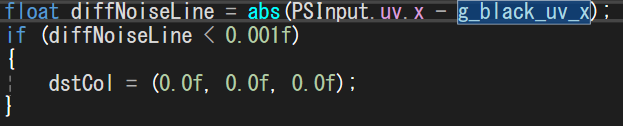 float diffNoiseLine = abs(PSInput.uv.x - g_black_uv_x);
if (diffNoiseLine < 0.001f)
{
    dstCol = (0.0f, 0.0f, 0.0f);
}